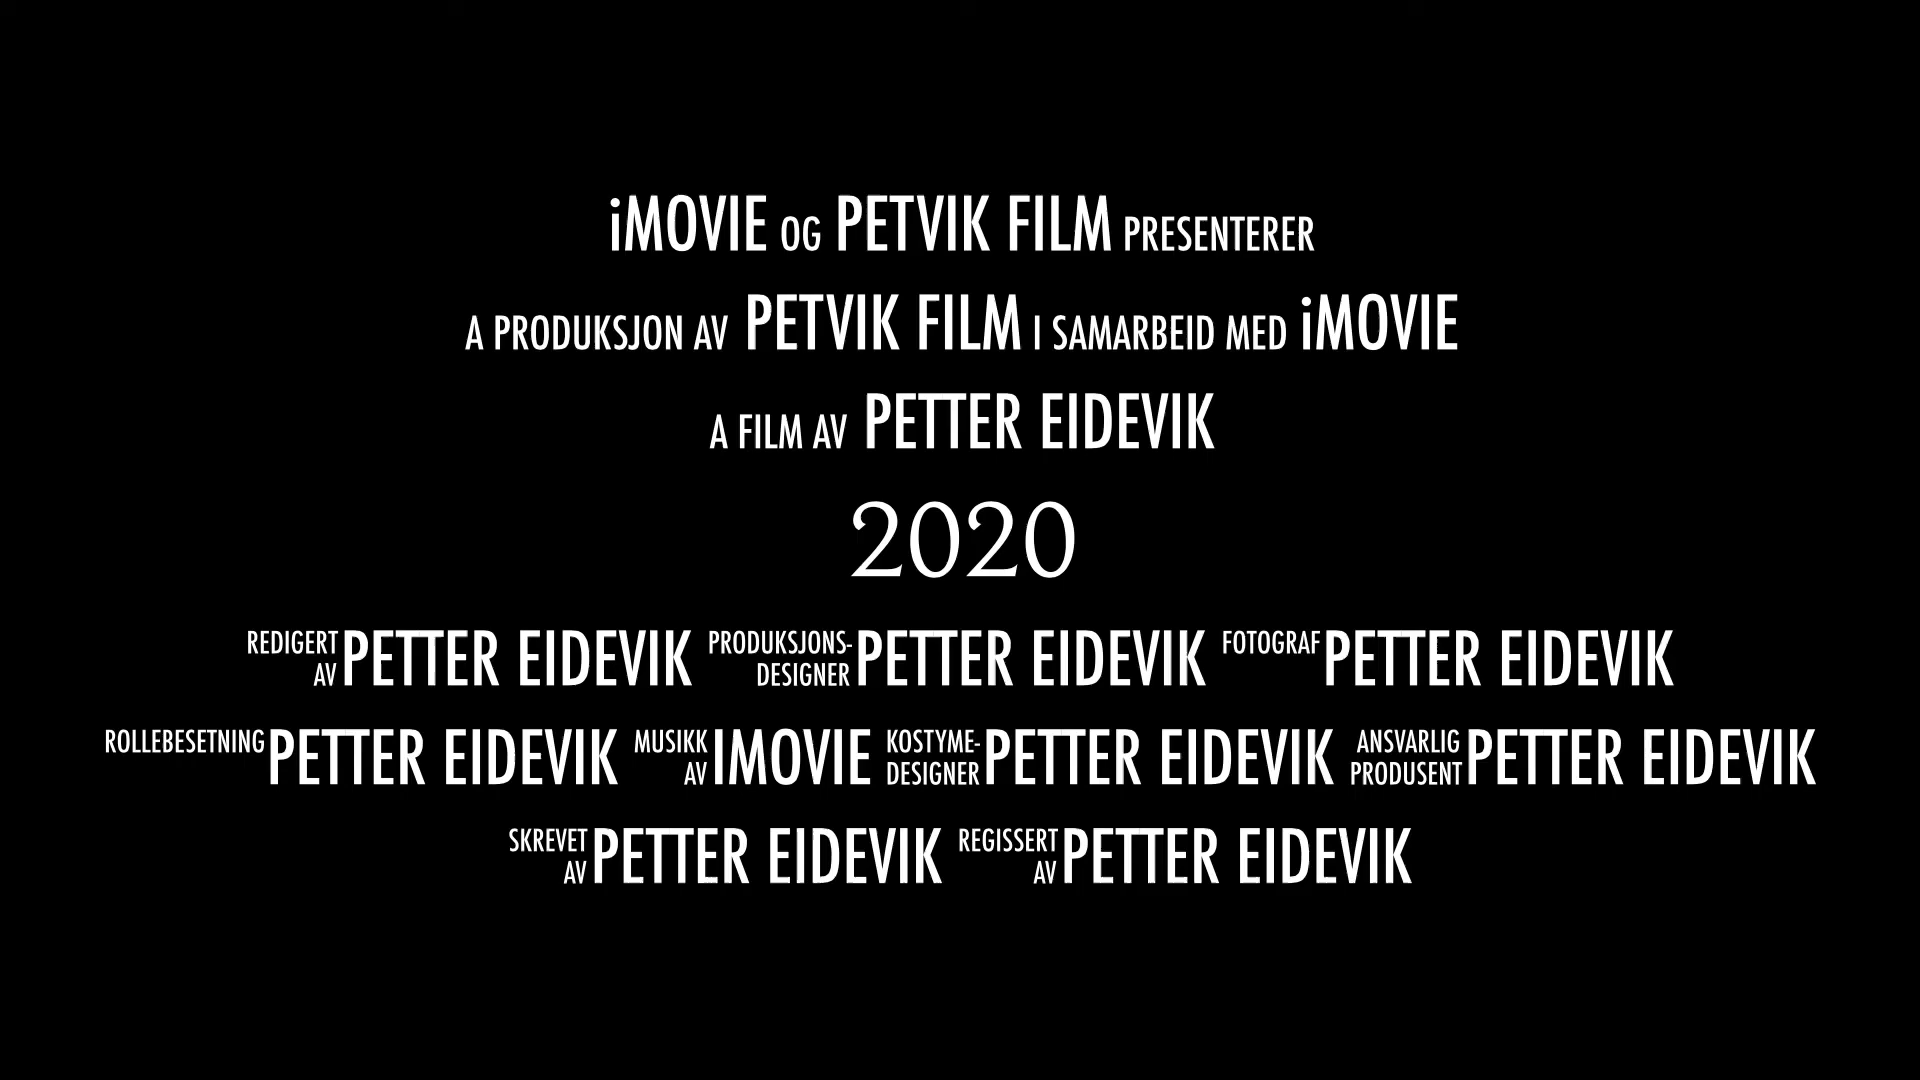 iMOVIE OG PETVIK FILM PRESENTERER
A PRODUKSJON AV PETVIK FILM I SAMARBEID MED iMOVIE
A FILM AV PETTER EIDEVIK
2020
REDIGERT AV PETTER EIDEVIK PRODUKSJONS-DESIGNER PETTER EIDEVIK FOTOGRAF PETTER EIDEVIK
ROLLEBESETNING PETTER EIDEVIK MUSIKK AV IMOVIE KOSTYME-DESIGNER PETTER EIDEVIK ANSVARLIG PRODUSENT PETTER EIDEVIK
SKREVET AV PETTER EIDEVIK REGISSERT AV PETTER EIDEVIK